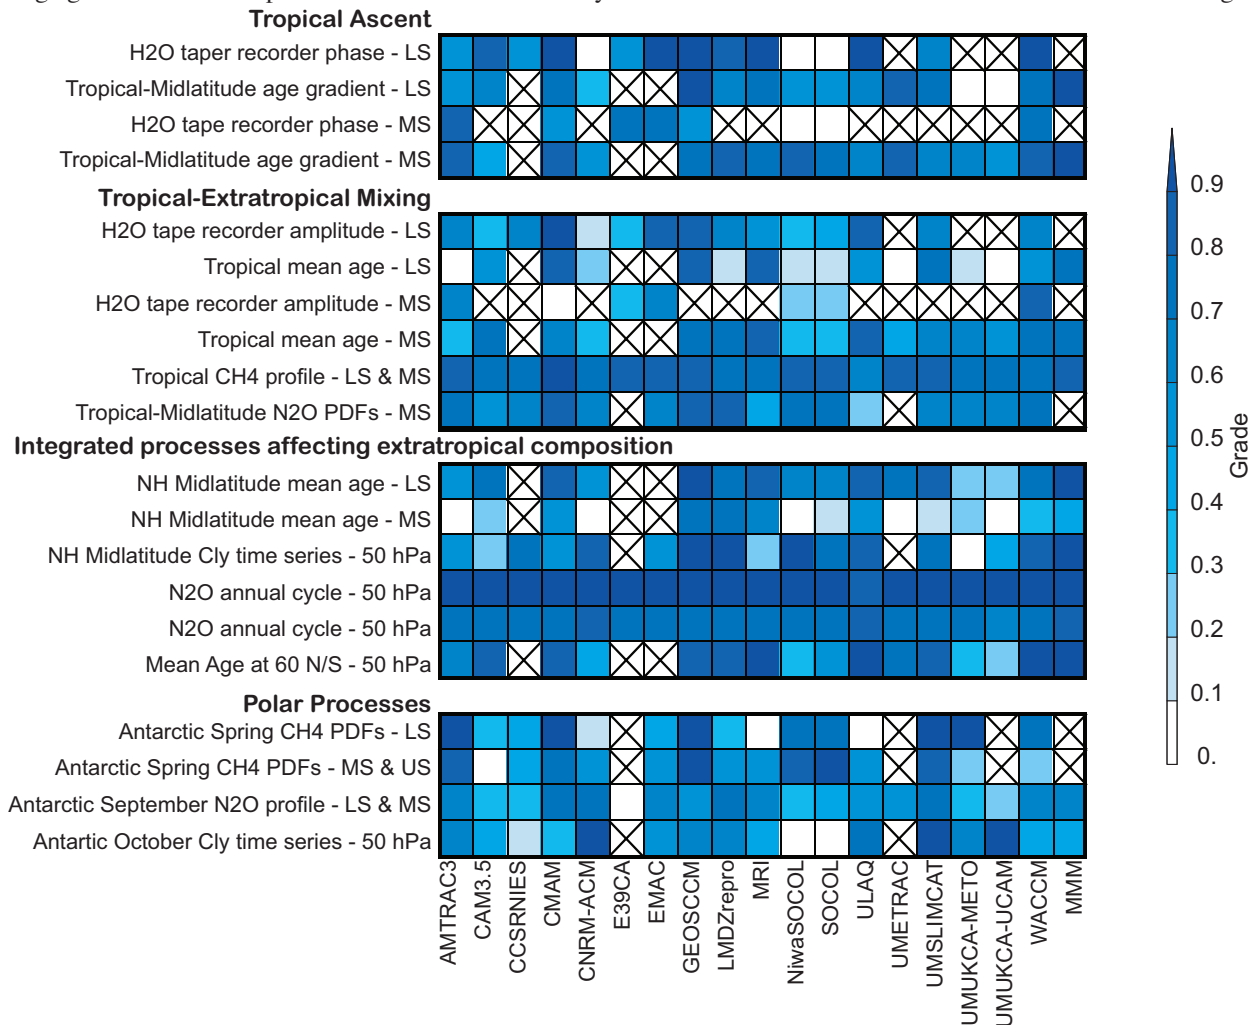 Tropical Ascent
H2O taper recorder phase - LS
Tropical-Midlatitude age gradient - LS
H2O tape recorder phase - MS
Tropical-Midlatitude age gradient - MS
Tropical-Extratropical Mixing
H2O tape recorder amplitude - LS
Tropical mean age - LS
H2O tape recorder amplitude - MS
Tropical mean age - MS
Tropical CH4 profile - LS & MS
Tropical-Midlatitude N2O PDFs - MS
Integrated processes affecting extratropical composition
NH Midlatitude mean age - LS
NH Midlatitude mean age - MS
NH Midlatitude Cly time series - 50 hPa
N2O annual cycle - 50 hPa
N2O annual cycle - 50 hPa
Mean Age at 60 N/S - 50 hPa
Polar Processes
Antarctic Spring CH4 PDFs - LS
Antarctic Spring CH4 PDFs - MS & US
Antarctic September N2O profile - LS & MS
Antartic October Cly time series - 50 hPa
AMTRAC3
CAM3.5
CCSRNIES
CMAM
CNRM-ACM
E39CA
EMAC
GEOSCCM
LMDZrepro
MRI
NiwaSOCOL
SOCOL
ULAQ
UMETRAC
UMSLIMCAT
UMUKCA-METO
UMUKCA-UCAM
WACCM
MMM
0.9
0.8
0.7
0.6
0.5
0.4
0.3
0.2
0.1
0.
Grade